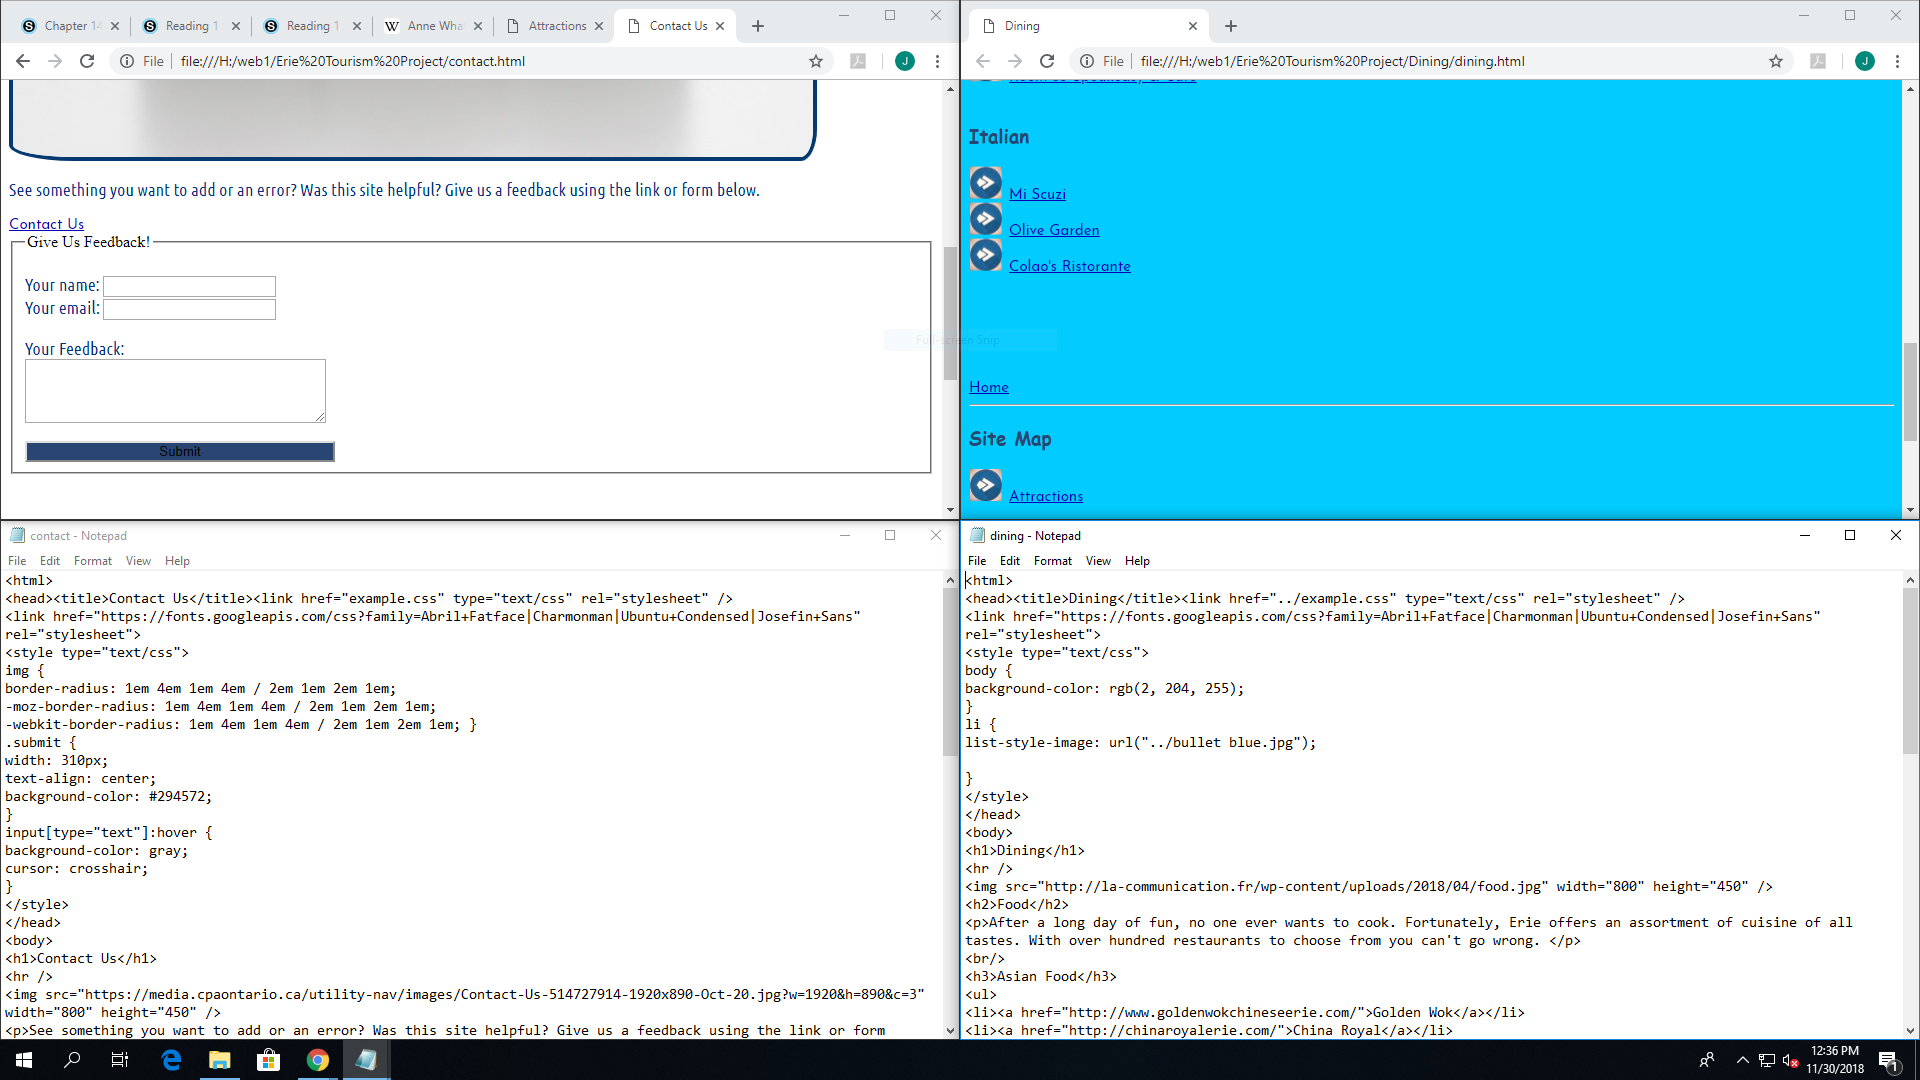 Chapter 1
Reading 1
Reading 1
Anne Wha
Attractions
Contact Us
File
file:///H:/web1/Erie%20Tourism%20Project/contact.html
J
See something you want to add or an error? Was this site helpful? Give us a feedback using the link or form below.
Contact Us
Give Us Feedback!
Your name:
Your email:
Your Feedback:
Submit
Dining
File
file:///H:/web1/Erie%20Tourism%20Project/Dining/dining.html
J
Italian
Mi Scuzi
Olive Garden
Colao's Ristorante
Full-screen Snip
Home
Site Map
Attractions
contact - Notepad
File Edit Format View Help
<html>
<head><title>Contact Us</title><link href="example.css" type="text/css" rel="stylesheet" />
<link href="https://fonts.googleapis.com/css?family=Abril+Fatface|Charmonman|Ubuntu+Condensed|Josefin+Sans"
rel="stylesheet">
<style type="text/css">
img {
border-radius: 1em 4em 1em 4em / 2em 1em 2em 1em;
-moz-border-radius: 1em 4em 1em 4em / 2em 1em 2em 1em;
-webkit-border-radius: 1em 4em 1em 4em / 2em 1em 2em 1em; }
.submit {
width: 310px;
text-align: center;
background-color: #294572;
}
input[type="text"]:hover {
background-color: gray;
cursor: crosshair;
}
</style>
</head>
<body>
<h1>Contact Us</h1>
<hr />
<img src="https://media.cpaontario.ca/utility-nav/images/Contact-Us-514727914-1920x890-Oct-20.jpg?w=1920&h=890&c=3"
width="800" height="450" />
<p>See something you want to add or an error? Was this site helpful? Give us a feedback using the link or form
dining - Notepad
File Edit Format View Help
<html>
<head><title>Dining</title><link href="../example.css" type="text/css" rel="stylesheet" />
<link href="https://fonts.googleapis.com/css?family=Abril+Fatface|Charmonman|Ubuntu+Condensed|Josefin+Sans"
rel="stylesheet">
<style type="text/css">
body {
background-color: rgb(2, 204, 255);
}
li {
list-style-image: url("../bullet blue.jpg");
}
</style>
</head>
<body>
<h1>Dining</h1>
<hr />
<img src="http://la-communication.fr/wp-content/uploads/2018/04/food.jpg" width="800" height="450" />
<h2>Food</h2>
<p>After a long day of fun, no one ever wants to cook. Fortunately, Erie offers an assortment of cuisine of all
tastes. With over hundred restaurants to choose from you can't go wrong. </p>
<br/>
<h3>Asian Food</h3>
<ul>
<li><a href="http://www.goldenwokchineseerie.com/">Golden Wok</a></li>
<li><a href="http://chinaroyalerie.com/">China Royal</a></li>
12:36 PM
11/30/2018
1